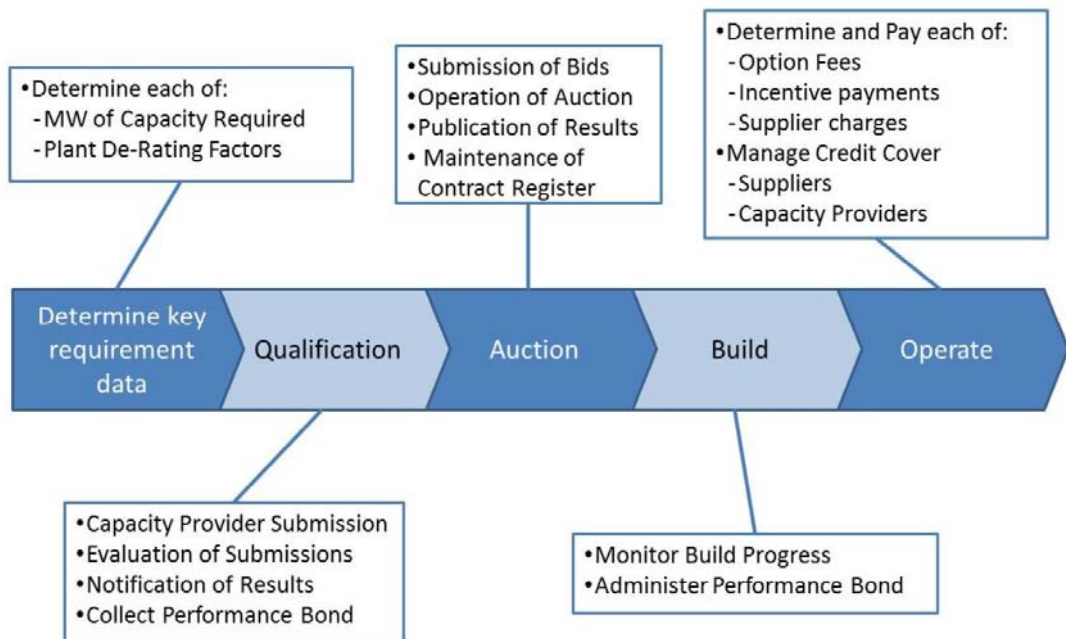 •Determine each of:
-MW of Capacity Required
-Plant De-Rating Factors
•Submission of Bids
•Operation of Auction
•Publication of Results
• Maintenance of
Contract Register
•Determine and Pay each of:
-Option Fees
-Incentive payments
-Supplier charges
•Manage Credit Cover
-Suppliers
-Capacity Providers
Determine key
requirement
data
Qualification
Auction
Build
Operate
•Capacity Provider Submission
•Evaluation of Submissions
•Notification of Results
•Collect Performance Bond
•Monitor Build Progress
•Administer Performance Bond